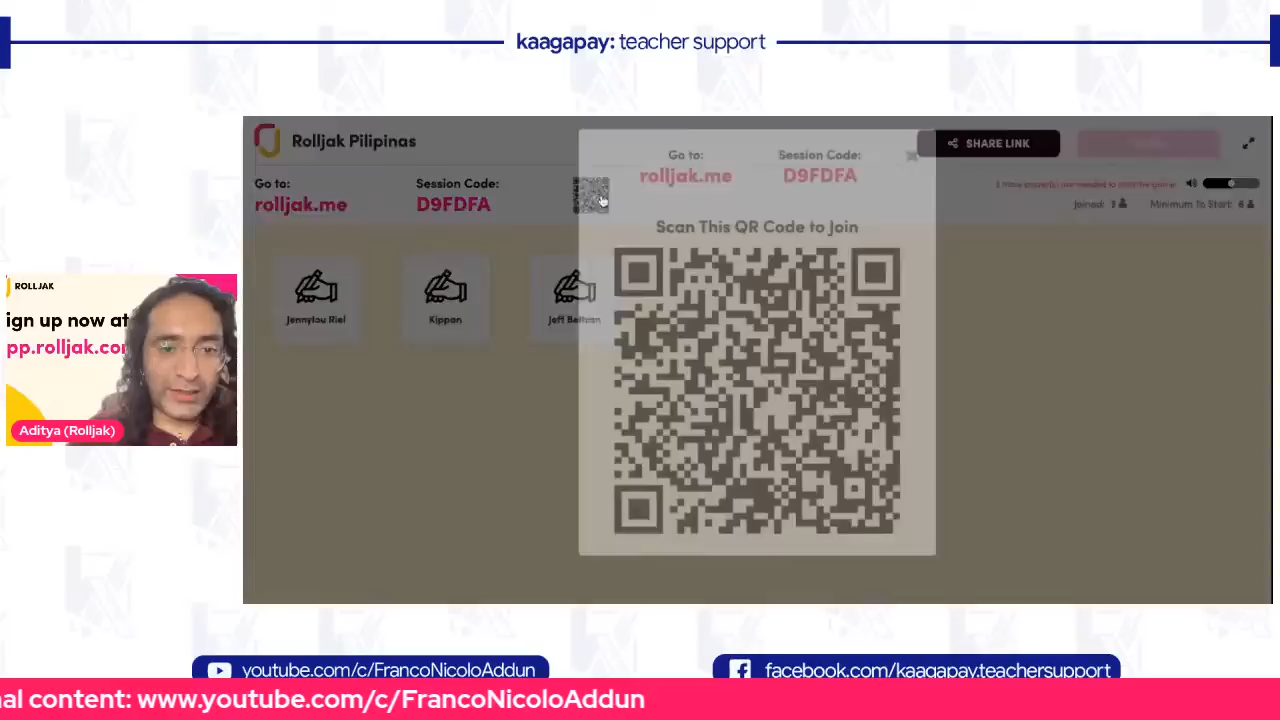 kaagapay: teacher support
Rolljak Pilipinas
SHARE LINK
Go to:
rolljak.me
Session Code:
D9FDFA
Go to:
rolljak.me
Session Code:
D9FDFA
Joined: 3
Minimum To Start: 6
Scan This QR Code to Join
Jennylou Riel
Kippon
Jeff Beltran
ROLLJAK
ign up now at
pp.rolljak.com
Aditya (Rolljak)
youtube.com/c/FrancoNicoloAddun
facebook.com/kaagapay.teachersupport
nal content: www.youtube.com/c/FrancoNicoloAddun